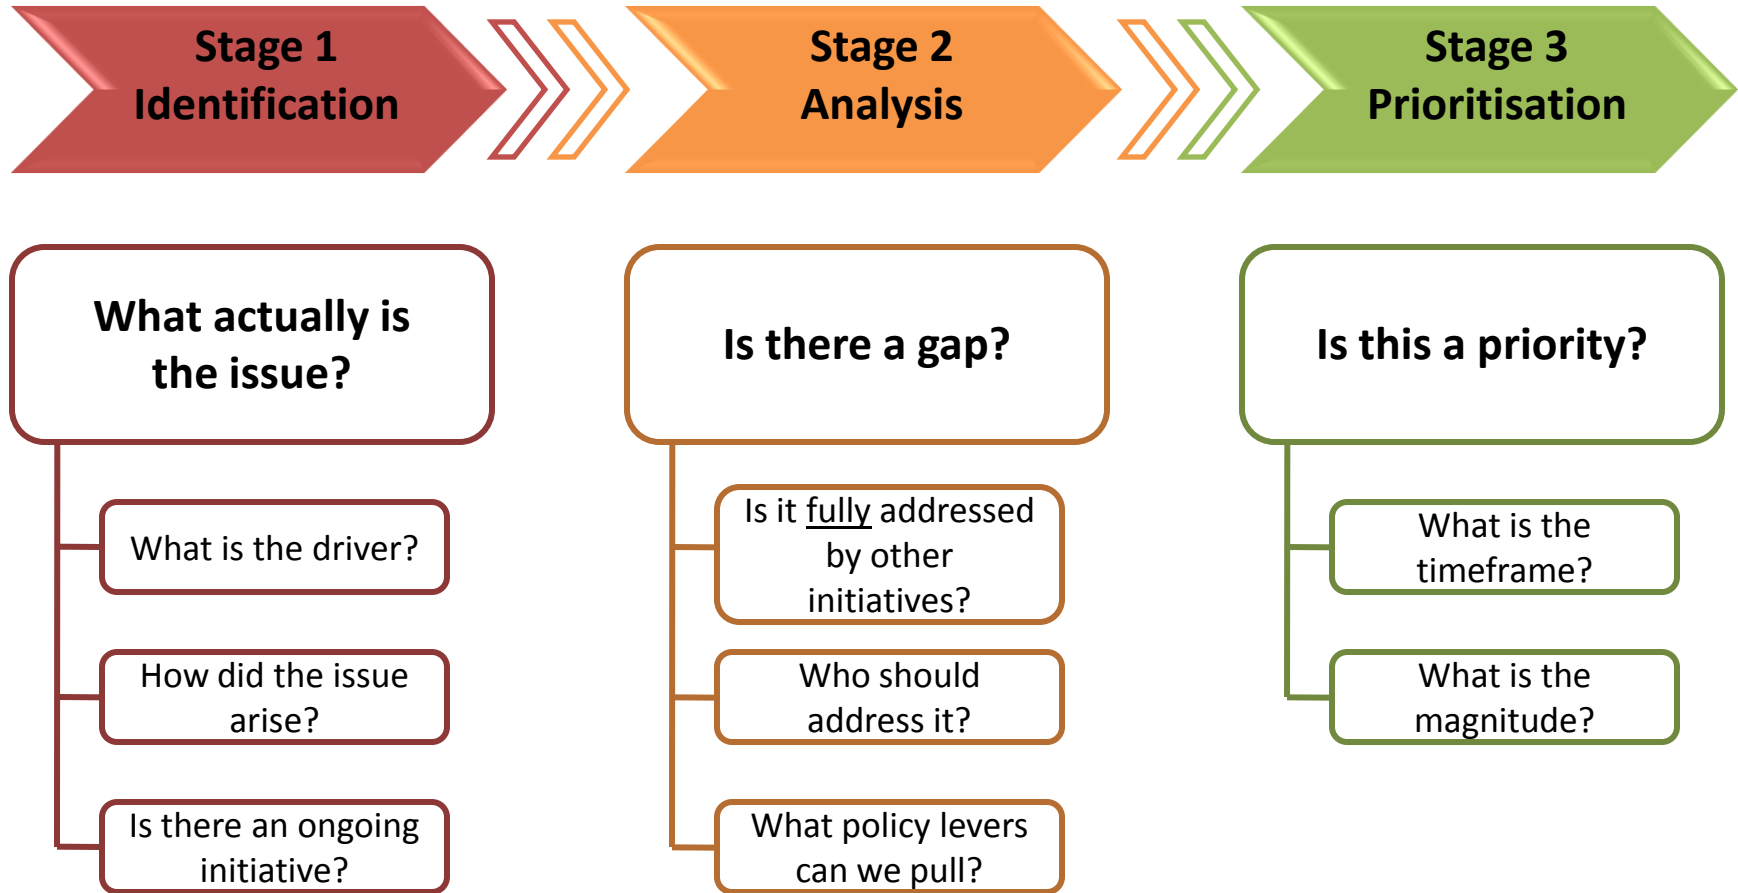 Stage 1
Identification
Stage 2
Analysis
Stage 3
Prioritisation
What actually is
the issue?
What is the driver?
How did the issue
arise?
Is there an ongoing
initiative?
Is there a gap?
Is it fully addressed
by other
initiatives?
Who should
address it?
What policy levers
can we pull?
Is this a priority?
What is the
timeframe?
What is the
magnitude?